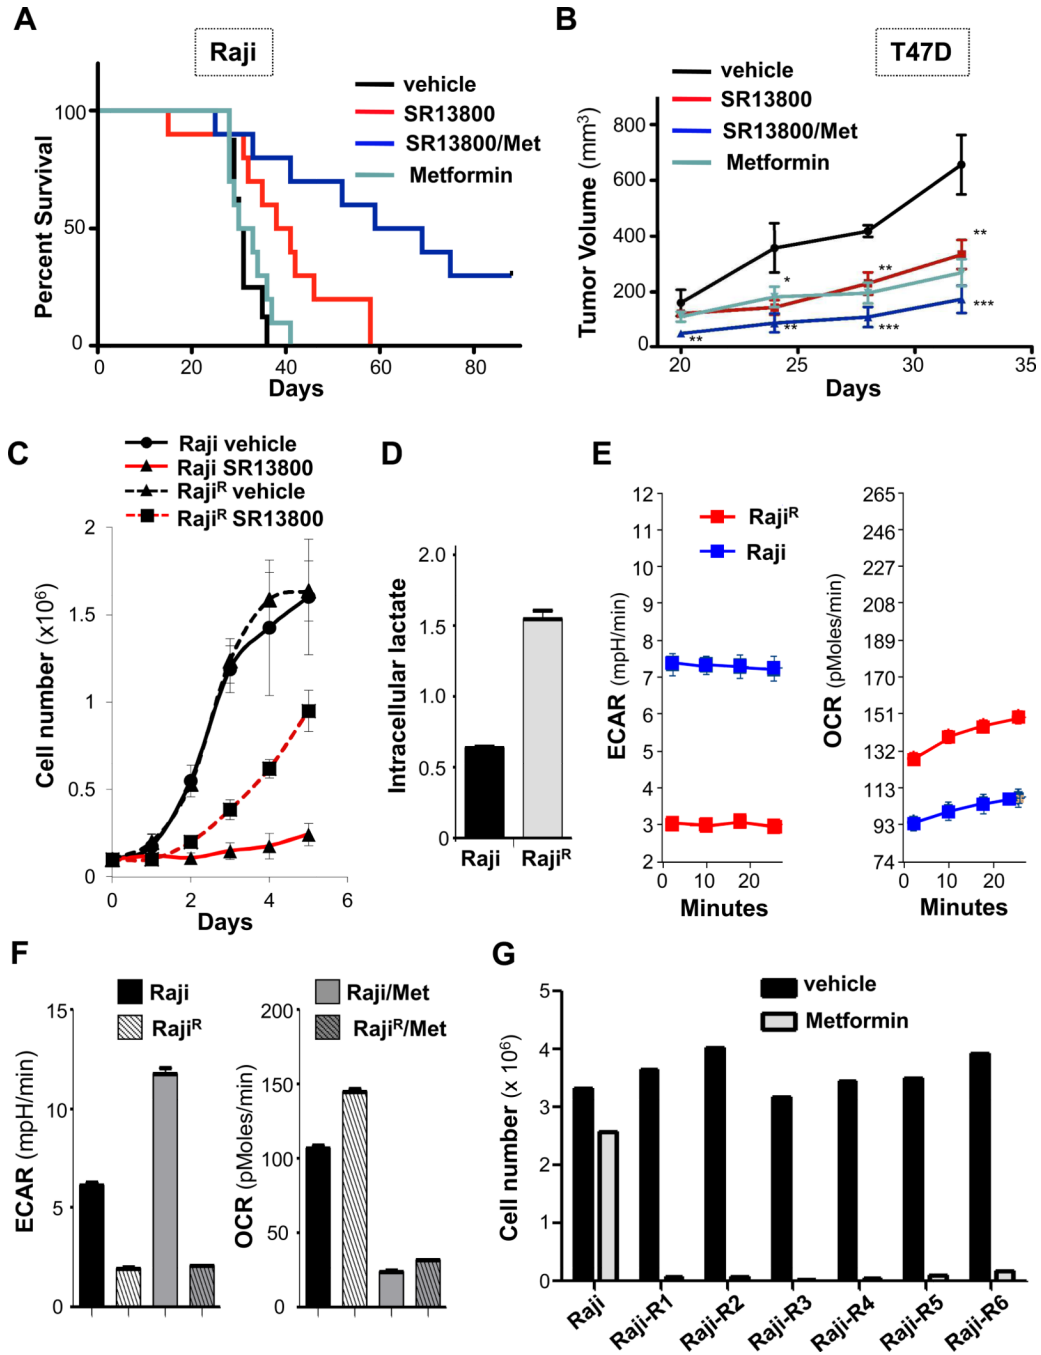 A
Raji
vehicle
SR13800
SR13800/Met
Metformin
Percent Survival
100
50
0
0 20 40 60 80
Days
B
T47D
vehicle
SR13800
SR13800/Met
Metformin
Tumor Volume (mm³)
800
600
400
200
0
* ** ** ***
** ** ***
20 25 30 35
Days
C
Raji vehicle
Raji SR13800
Rajiᴿ vehicle
Rajiᴿ SR13800
Cell number (x10⁶)
2
1.5
1
0.5
0
0 2 4 6
Days
D
Intracellular lactate
2.0
1.5
1.0
0.5
0
Raji Rajiᴿ
E
Rajiᴿ
Raji
ECAR (mpH/min)
12
11
10
9
8
7
6
5
4
3
2
0 10 20
Minutes
OCR (pMoles/min)
265
246
227
208
189
170
151
132
113
93
74
0 10 20
Minutes
F
Raji
Rajiᴿ
Raji/Met
Rajiᴿ/Met
ECAR (mpH/min)
15
10
5
0
OCR (pMoles/min)
200
150
100
50
0
G
vehicle
Metformin
Cell number (x 10⁶)
5
4
3
2
1
0
Raji Raji-R1 Raji-R2 Raji-R3 Raji-R4 Raji-R5 Raji-R6